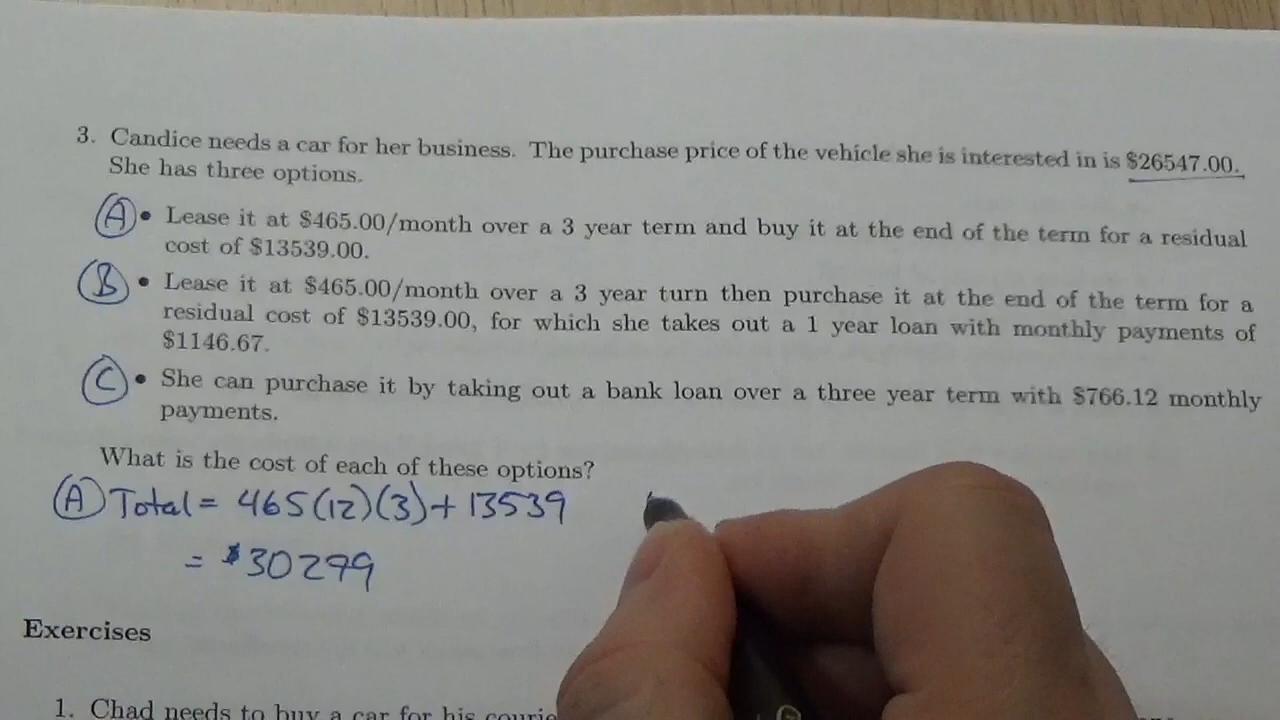 3. Candice needs a car for her business. The purchase price of the vehicle she is interested in is $26547.00.
She has three options.
A • Lease it at $465.00/month over a 3 year term and buy it at the end of the term for a residual
cost of $13539.00.
B • Lease it at $465.00/month over a 3 year turn then purchase it at the end of the term for a
residual cost of $13539.00, for which she takes out a 1 year loan with monthly payments of
$1146.67.
C • She can purchase it by taking out a bank loan over a three year term with $766.12 monthly
payments.
What is the cost of each of these options?
A Total = 465(12)(3)+13539
= $30279
Exercises
1. Chad needs to buy a car for his